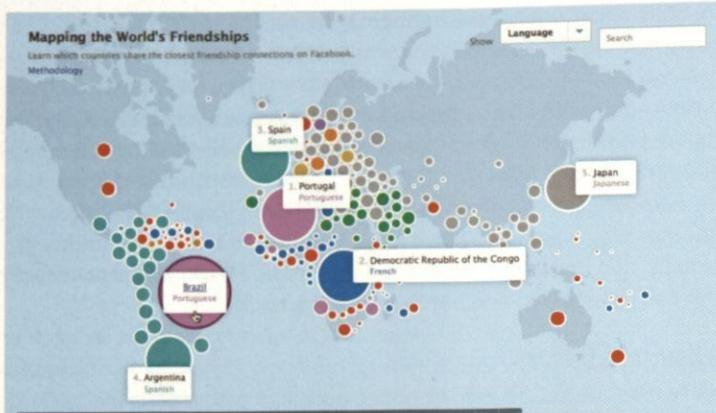 Mapping the World's Friendships
Learn which countries share the closest friendship connections on Facebook.
Methodology
Show Language Search
3. Spain
Spanish
1. Portugal
Portuguese
5. Japan
Japanese
2. Democratic Republic of the Congo
French
Brazil
Portuguese
4. Argentina
Spanish